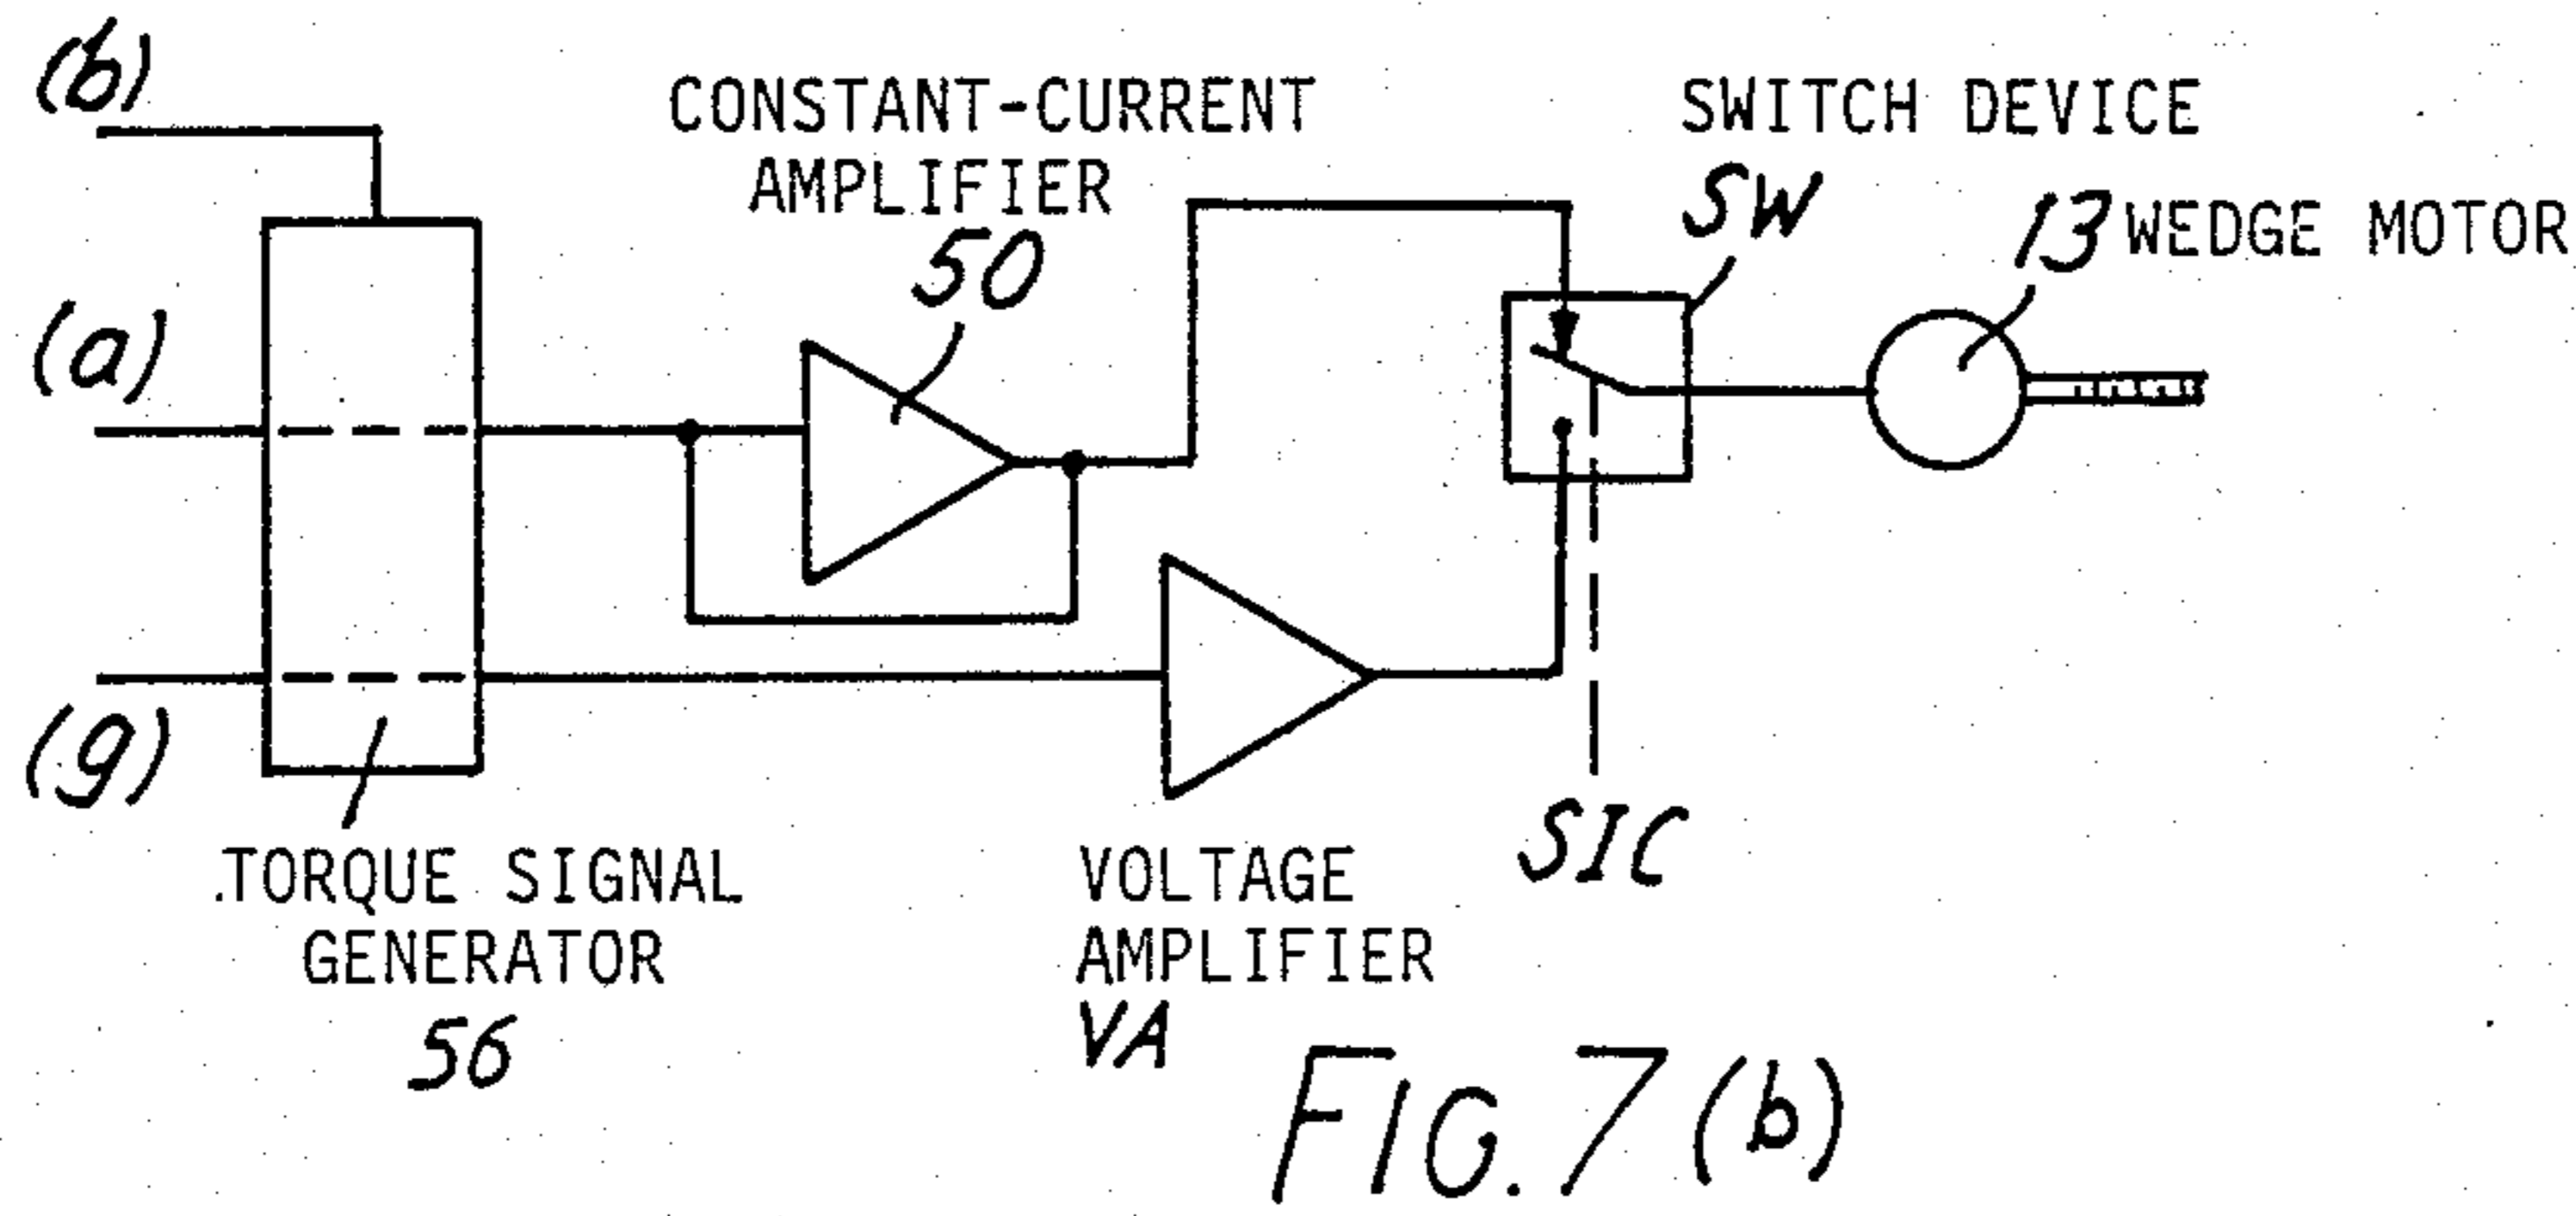 (b)
CONSTANT-CURRENT
AMPLIFIER
50
SWITCH DEVICE
SW
13 WEDGE MOTOR
(a)
(g)
TORQUE SIGNAL
GENERATOR
56
VOLTAGE
AMPLIFIER
VA
SIC
FIG. 7 (b)